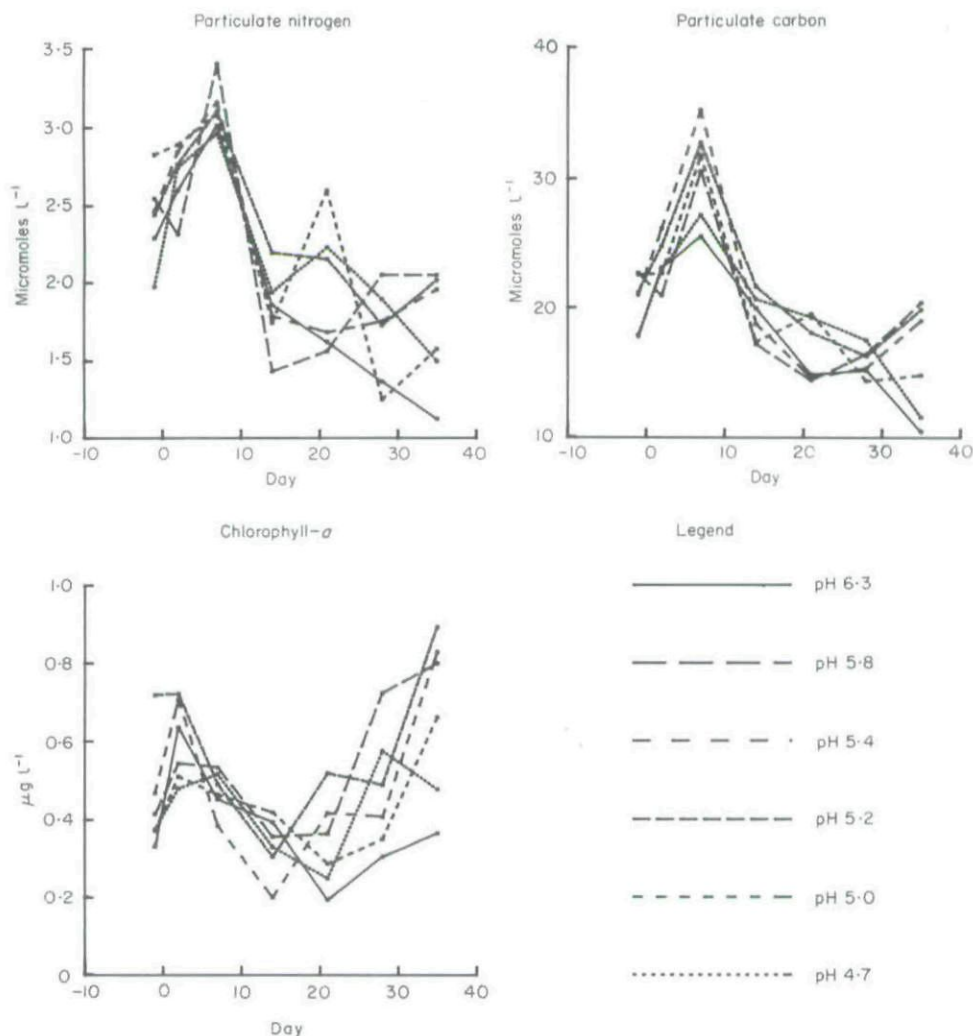 Particulate nitrogen
3·5
3·0
2·5
2·0
1·5
1·0
Micromoles l⁻¹
-10 0 10 20 30 40
Day
Particulate carbon
40
30
20
10
Micromoles l⁻¹
-10 0 10 20 30 40
Day
Chlorophyll-a
1·0
0·8
0·6
0·4
0·2
0
µg l⁻¹
-10 0 10 20 30 40
Day
Legend
pH 6·3
pH 5·8
pH 5·4
pH 5·2
pH 5·0
pH 4·7